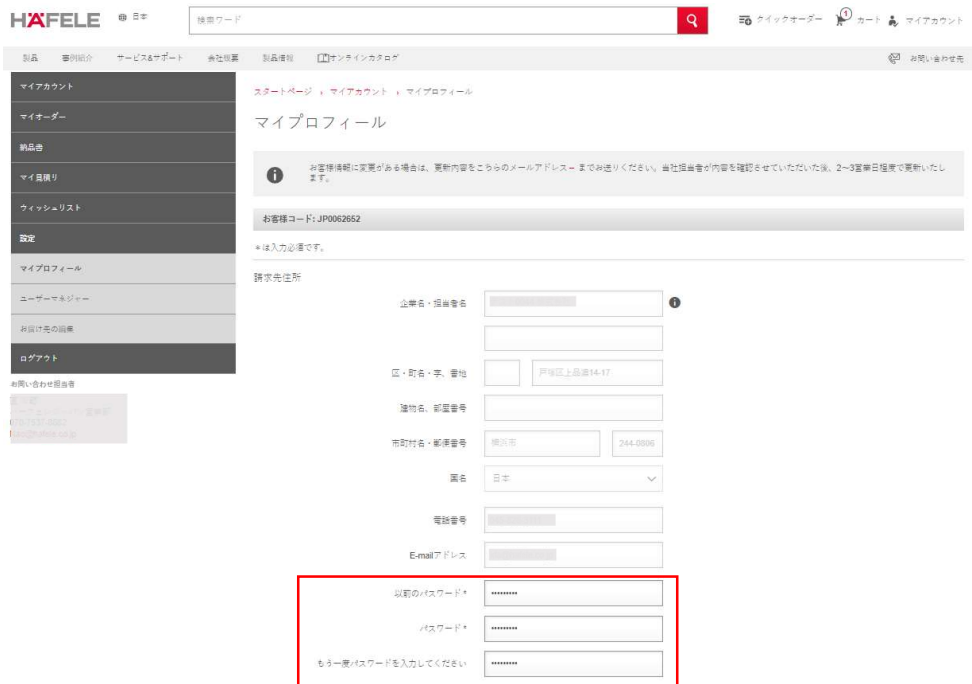 HÄFELE
日本
検索ワード
クイックオーダー
1
カート
マイアカウント
製品
事例紹介
サービス&サポート
会社概要
製品情報
オンラインカタログ
お問い合わせ先
マイアカウント
マイオーダー
納品書
マイ見積り
ウィッシュリスト
設定
マイプロフィール
ユーザーマネジャー
お届け先の編集
ログアウト
お問い合わせ担当者
スタートページ › マイアカウント › マイプロフィール
マイプロフィール
お客様情報に変更がある場合は、更新内容をこちらのメールアドレス– までお送りください。当社担当者が内容を確認させていただいた後、2～3営業日程度で更新いたし
ます。
お客様コード: JP0062652
*は入力必須です。
請求先住所
企業名・担当者名
区・町名・字、番地
戸塚区上品濃14-17
建物名、部屋番号
市町村名・郵便番号
横浜市
244-0806
国名
日本
電話番号
E-mailアドレス
以前のパスワード*
パスワード*
もう一度パスワードを入力してください